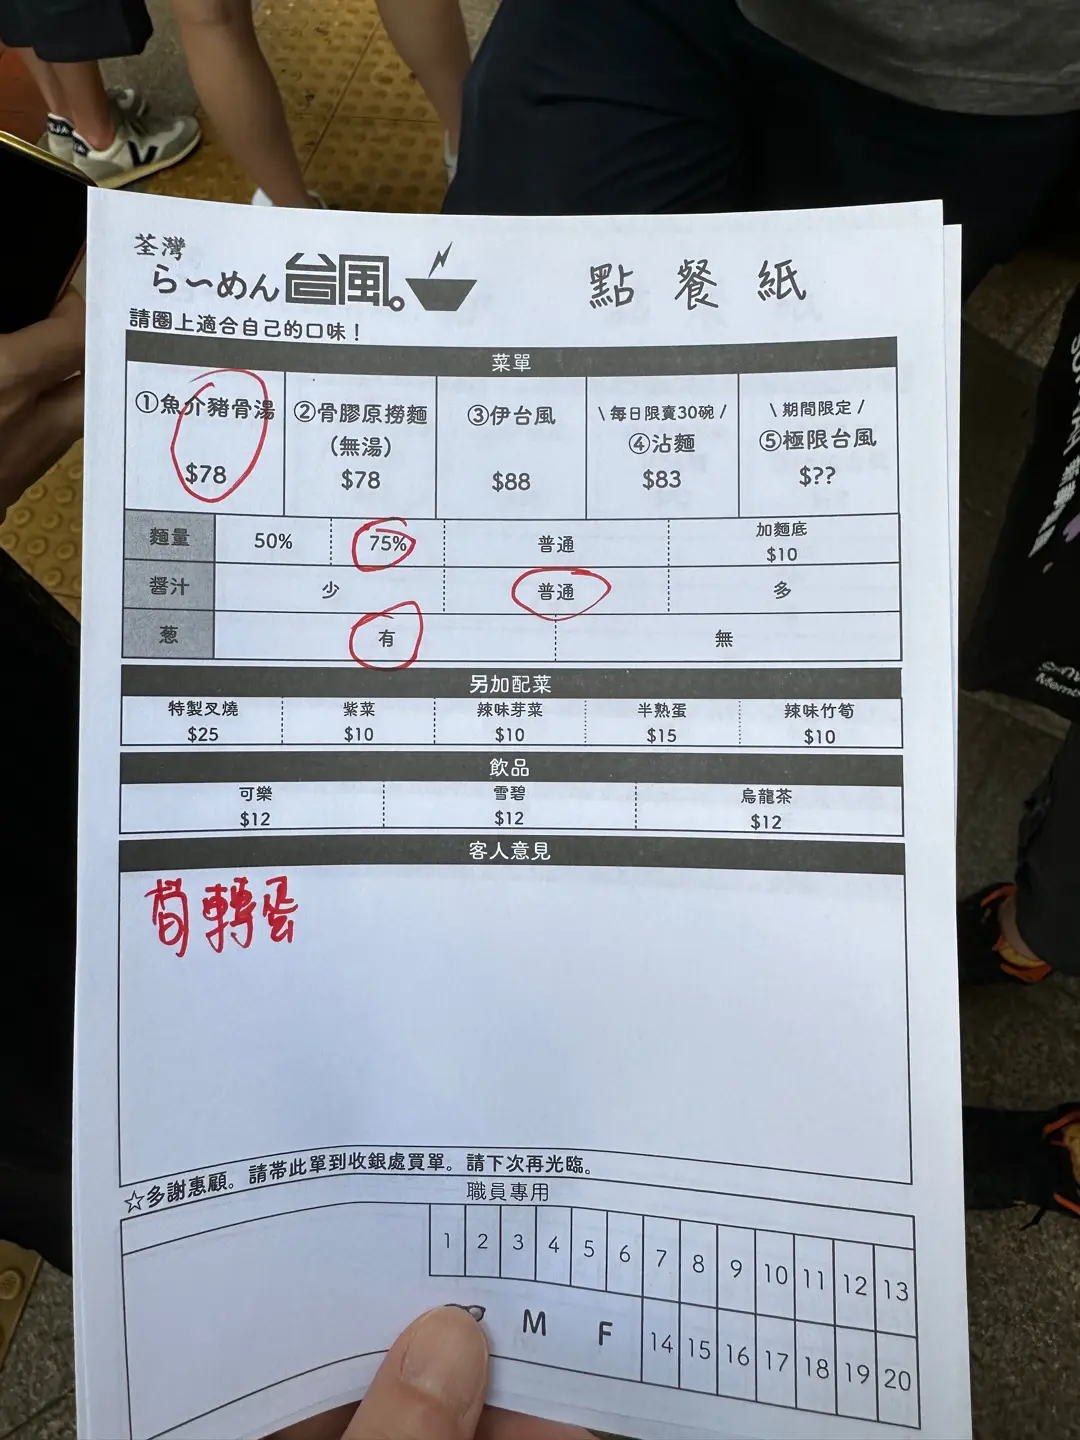 荃灣
らーめん 台風。
點餐紙
請圈上適合自己的口味！
菜單
①魚介豬骨湯 $78
②骨膠原撈麵 (無湯) $78
③伊台風 $88
\ 每日限賣30碗 / ④沾麵 $83
\ 期間限定 / ⑤極限台風 $??
麵量 50% 75% 普通 加麵底 $10
醬汁 少 普通 多
葱 有 無
另加配菜
特製叉燒 紫菜 辣味芽菜 半熟蛋 辣味竹筍
$25 $10 $10 $15 $10
飲品
可樂 雪碧 烏龍茶
$12 $12 $12
客人意見
筍轉蛋
☆多謝惠顧。請帶此單到收銀處買單。請下次再光臨。
職員專用
1 2 3 4 5 6 7 8 9 10 11 12 13
M F 14 15 16 17 18 19 20